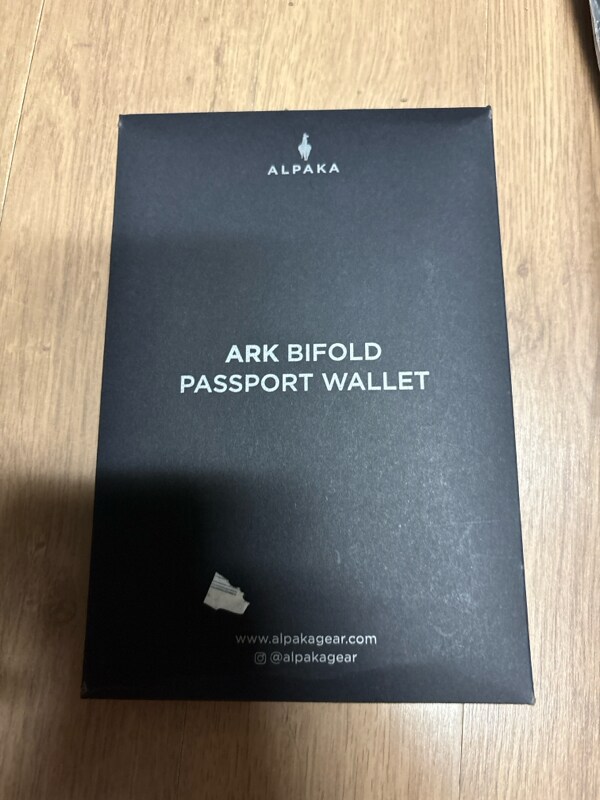 ALPAKA
ARK BIFOLD
PASSPORT WALLET
www.alpakagear.com
@alpakagear